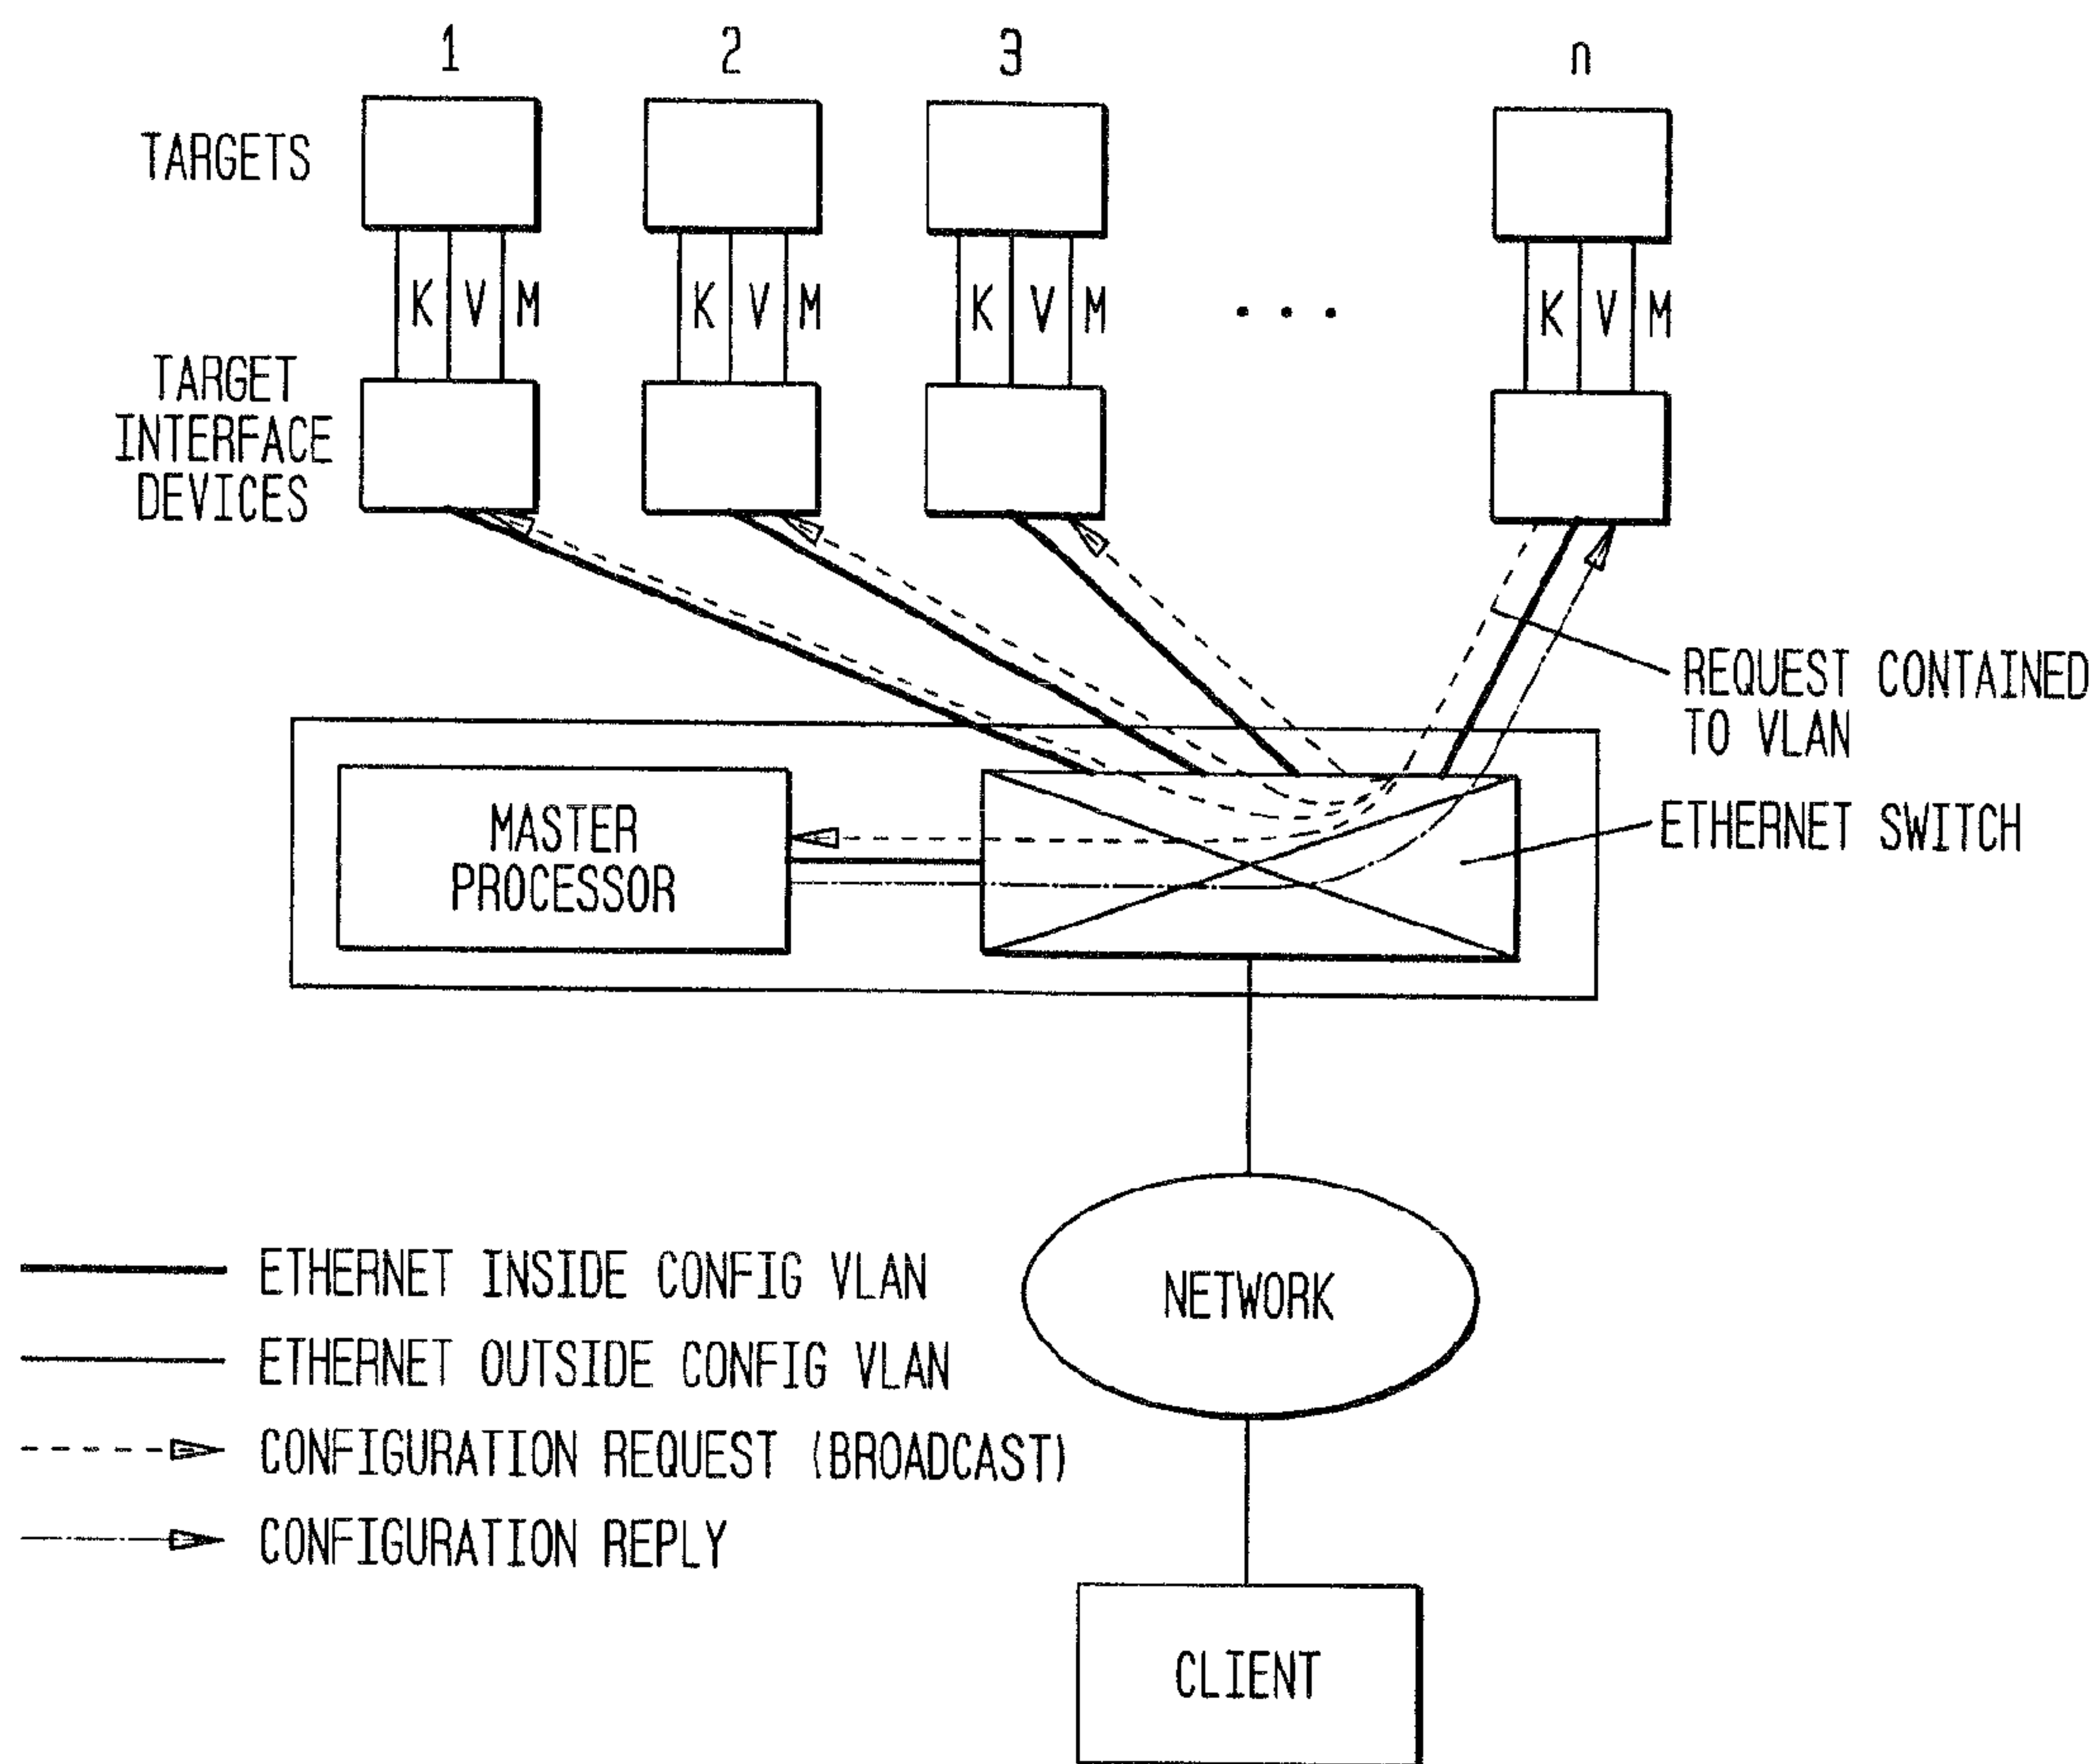 1 2 3 n
TARGETS
K V M K V M K V M . . . K V M
TARGET
INTERFACE
DEVICES
REQUEST CONTAINED
TO VLAN
MASTER
PROCESSOR
ETHERNET SWITCH
NETWORK
ETHERNET INSIDE CONFIG VLAN
ETHERNET OUTSIDE CONFIG VLAN
CONFIGURATION REQUEST (BROADCAST)
CONFIGURATION REPLY
CLIENT